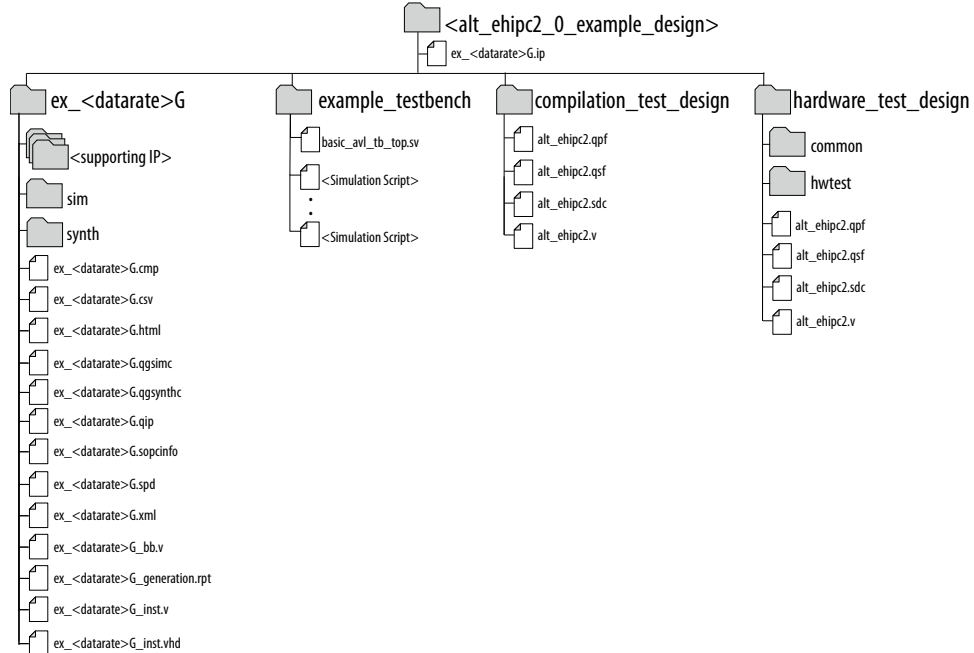 <alt_ehipc2_0_example_design>
ex_<datarate>G.ip
ex_<datarate>G
<supporting IP>
sim
synth
ex_<datarate>G.cmp
ex_<datarate>G.csv
ex_<datarate>G.html
ex_<datarate>G.qgsimc
ex_<datarate>G.qgsynthc
ex_<datarate>G.qip
ex_<datarate>G.sopcinfo
ex_<datarate>G.spd
ex_<datarate>G.xml
ex_<datarate>G_bb.v
ex_<datarate>G_generation.rpt
ex_<datarate>G_inst.v
ex_<datarate>G_inst.vhd
example_testbench
basic_avl_tb_top.sv
<Simulation Script>
<Simulation Script>
compilation_test_design
alt_ehipc2.qpf
alt_ehipc2.qsf
alt_ehipc2.sdc
alt_ehipc2.v
hardware_test_design
common
hwtest
alt_ehipc2.qpf
alt_ehipc2.qsf
alt_ehipc2.sdc
alt_ehipc2.v